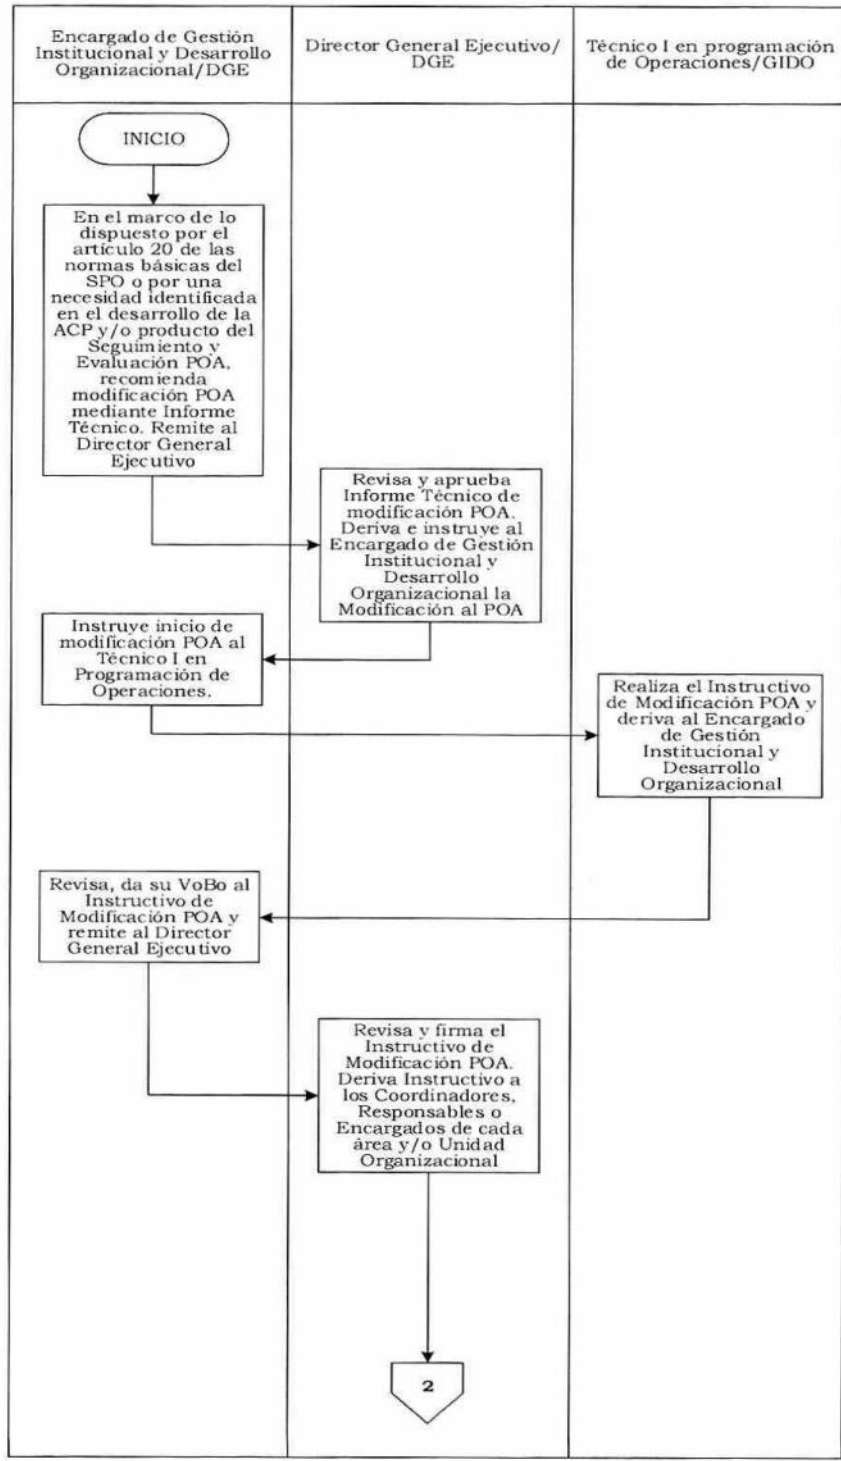 Encargado de Gestión
Institucional y Desarrollo
Organizacional/DGE
Director General Ejecutivo/
DGE
Técnico I en programación
de Operaciones/GIDO
INICIO
En el marco de lo
dispuesto por el
artículo 20 de las
normas básicas del
SPO o por una
necesidad identificada
en el desarrollo de la
ACP y/o producto del
Seguimiento y
Evaluación POA,
recomienda
modificación POA
mediante Informe
Técnico. Remite al
Director General
Ejecutivo
Revisa y aprueba
Informe Técnico de
modificación POA.
Deriva e instruye al
Encargado de Gestión
Institucional y
Desarrollo
Organizacional la
Modificación al POA
Instruye inicio de
modificación POA al
Técnico I en
Programación de
Operaciones.
Realiza el Instructivo
de Modificación POA y
deriva al Encargado
de Gestión
Institucional y
Desarrollo
Organizacional
Revisa, da su VoBo al
Instructivo de
Modificación POA y
remite al Director
General Ejecutivo
Revisa y firma el
Instructivo de
Modificación POA.
Deriva Instructivo a
los Coordinadores,
Responsables o
Encargados de cada
área y/o Unidad
Organizacional
2